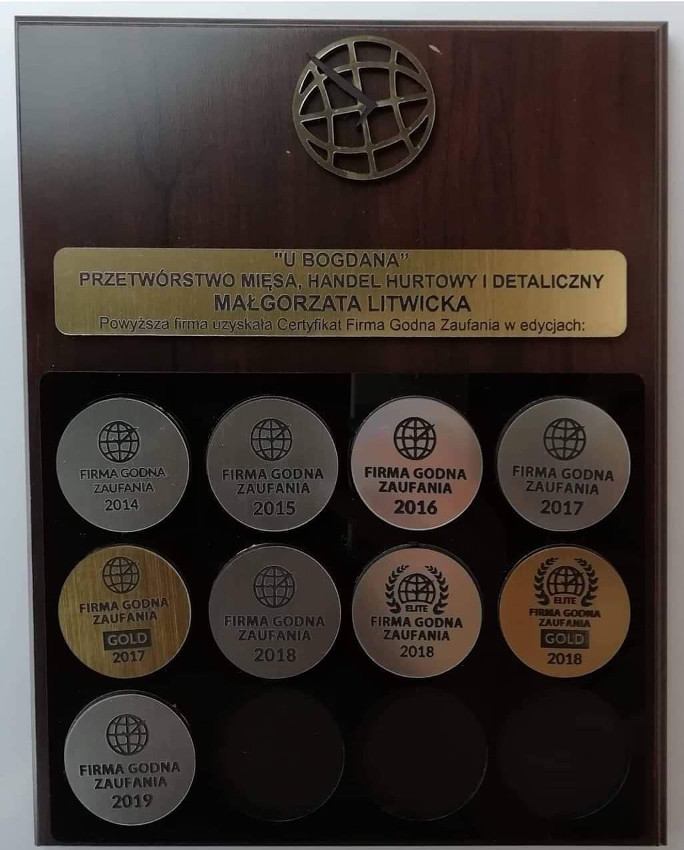 "U BOGDANA”
PRZETWÓRSTWO MIĘSA, HANDEL HURTOWY I DETALICZNY
MAŁGORZATA LITWICKA
Powyższa firma uzyskała Certyfikat Firma Godna Zaufania w edycjach:
FIRMA GODNA
ZAUFANIA
2014
FIRMA GODNA
ZAUFANIA
2015
FIRMA GODNA
ZAUFANIA
2016
FIRMA GODNA
ZAUFANIA
2017
FIRMA GODNA
ZAUFANIA
GOLD
2017
FIRMA GODNA
ZAUFANIA
2018
ELITE
FIRMA GODNA
ZAUFANIA
2018
ELITE
FIRMA GODNA
ZAUFANIA
GOLD
2018
FIRMA GODNA
ZAUFANIA
2019